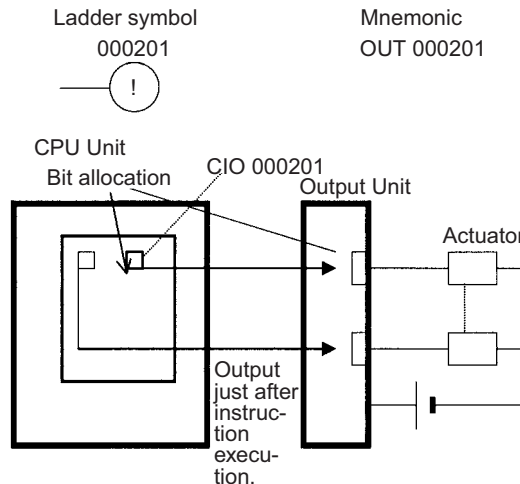 Ladder symbol
Mnemonic
000201
OUT 000201
!
CPU Unit
Bit allocation
CIO 000201
Output Unit
Actuator
Output
just after
instruc-
tion
execu-
tion.